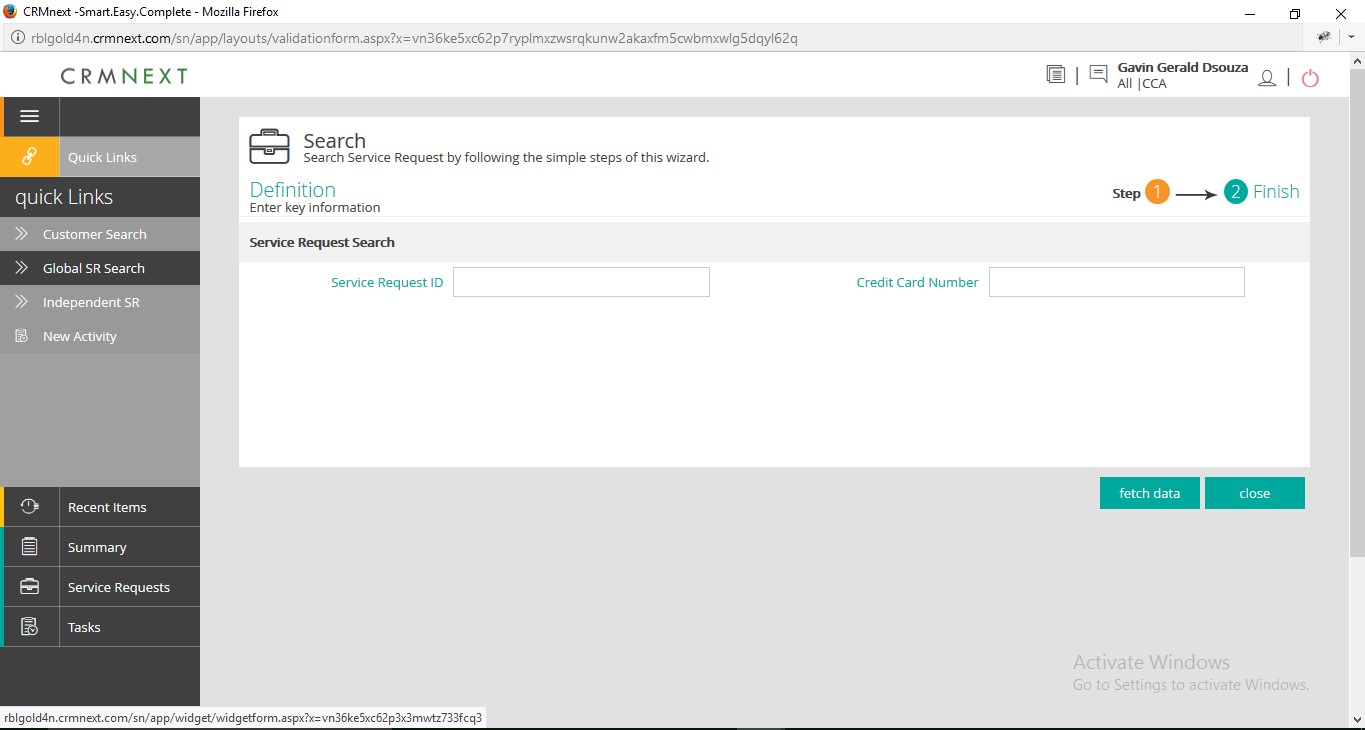 CRMnext -Smart.Easy.Complete - Mozilla Firefox
rblgold4n.crmnext.com/sn/app/layouts/validationform.aspx?x=vn36ke5xc62p7ryplmxzwsrqkunw2akaxfm5cwbmxwlg5dqyl62q
CRMNEXT
Gavin Gerald Dsouza
All |CCA
Quick Links
quick Links
Customer Search
Global SR Search
Independent SR
New Activity
Recent Items
Summary
Service Requests
Tasks
Search
Search Service Request by following the simple steps of this wizard.
Definition
Enter key information
Step 1 2 Finish
Service Request Search
Service Request ID
Credit Card Number
fetch data
close
Activate Windows
Go to Settings to activate Windows.
rblgold4n.crmnext.com/sn/app/widget/widgetform.aspx?x=vn36ke5xc62p3x3mwtz733fcq3